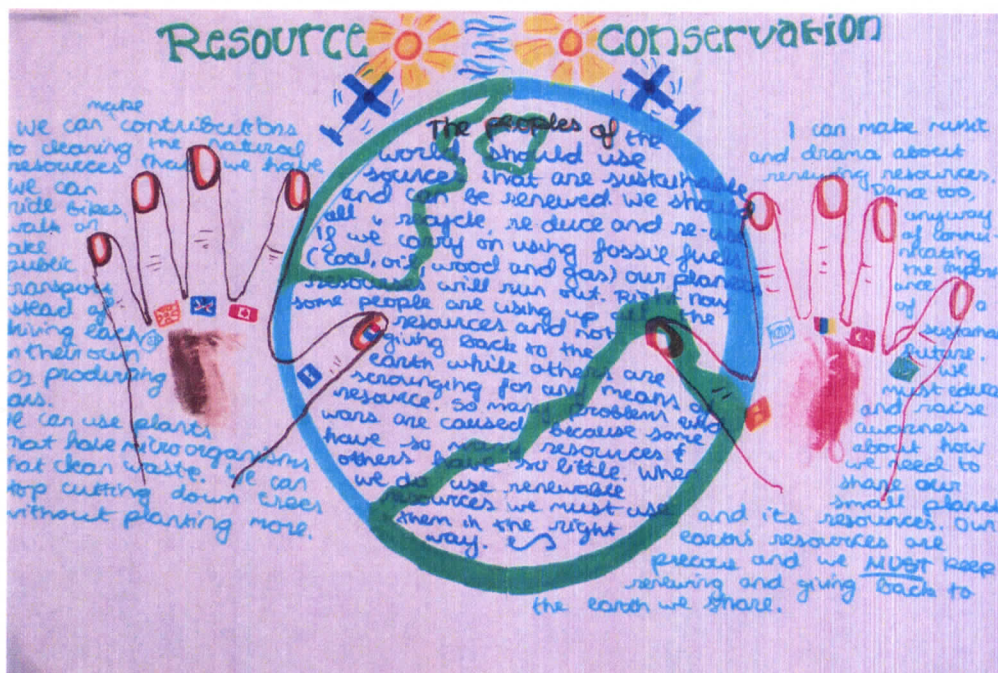 Resource Conservation
make
we can contributions
to cleaning the natural
resources that we have
we can
ride bikes,
walk or
take
public
transport
instead of
driving each
in their own
producing
cars.
We can use plants
that have microorganisms
that clean waste. We can
stop cutting down trees
without planting more.
The peoples of the
world should use
sources that are sustainable
and can be renewed. We should
all recycle, reduce and re-use
If we carry on using fossil fuels
(coal, oil, wood and gas) our planet
resources will run out. Right now
some people are using up all the
resources and not
giving back to the
earth while others are
scrounging for any means of
resource. So many problems and
wars are caused because some
have so much resources &
others have so little. When
we do use renewable
resources we must use
them in the right
way.
I can make music
and drama about
renewing resources.
Dance too,
anyway
of commu-
nicating
the import-
ance
of a
sustaina
future.
we
must educa
and raise
awareness
about how
we need to
share our
small planet
and its resources. Our
earth's resources are
precious and we MUST keep
renewing and giving back to
the earth we share.